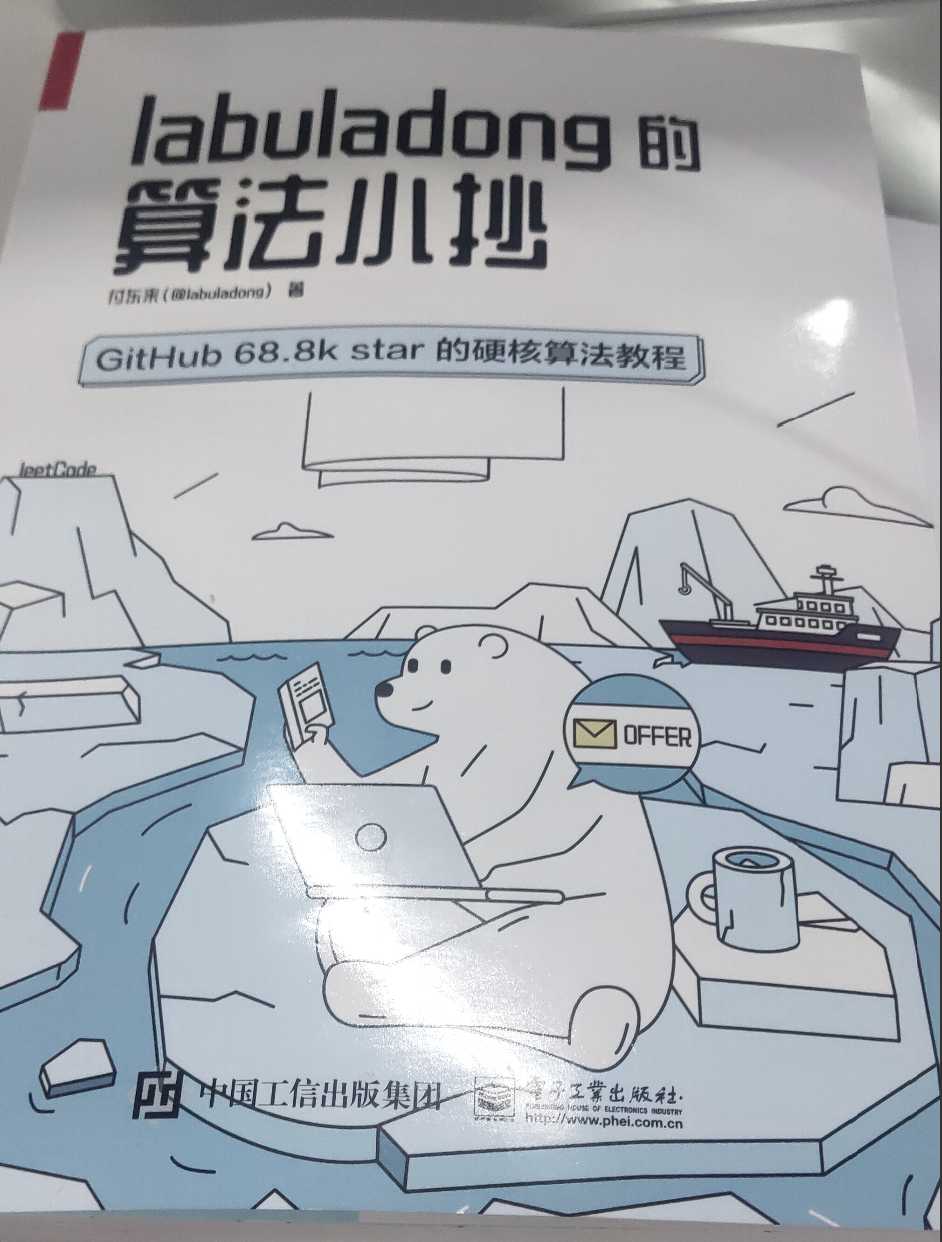 labuladong 的
算法小抄
付东来（@labuladong） 著
GitHub 68.8k star 的硬核算法教程
leetCode
OFFER
中国工信出版集团
电子工業出版社.
PUBLISHING HOUSE OF ELECTRONICS INDUSTRY
http://www.phei.com.cn